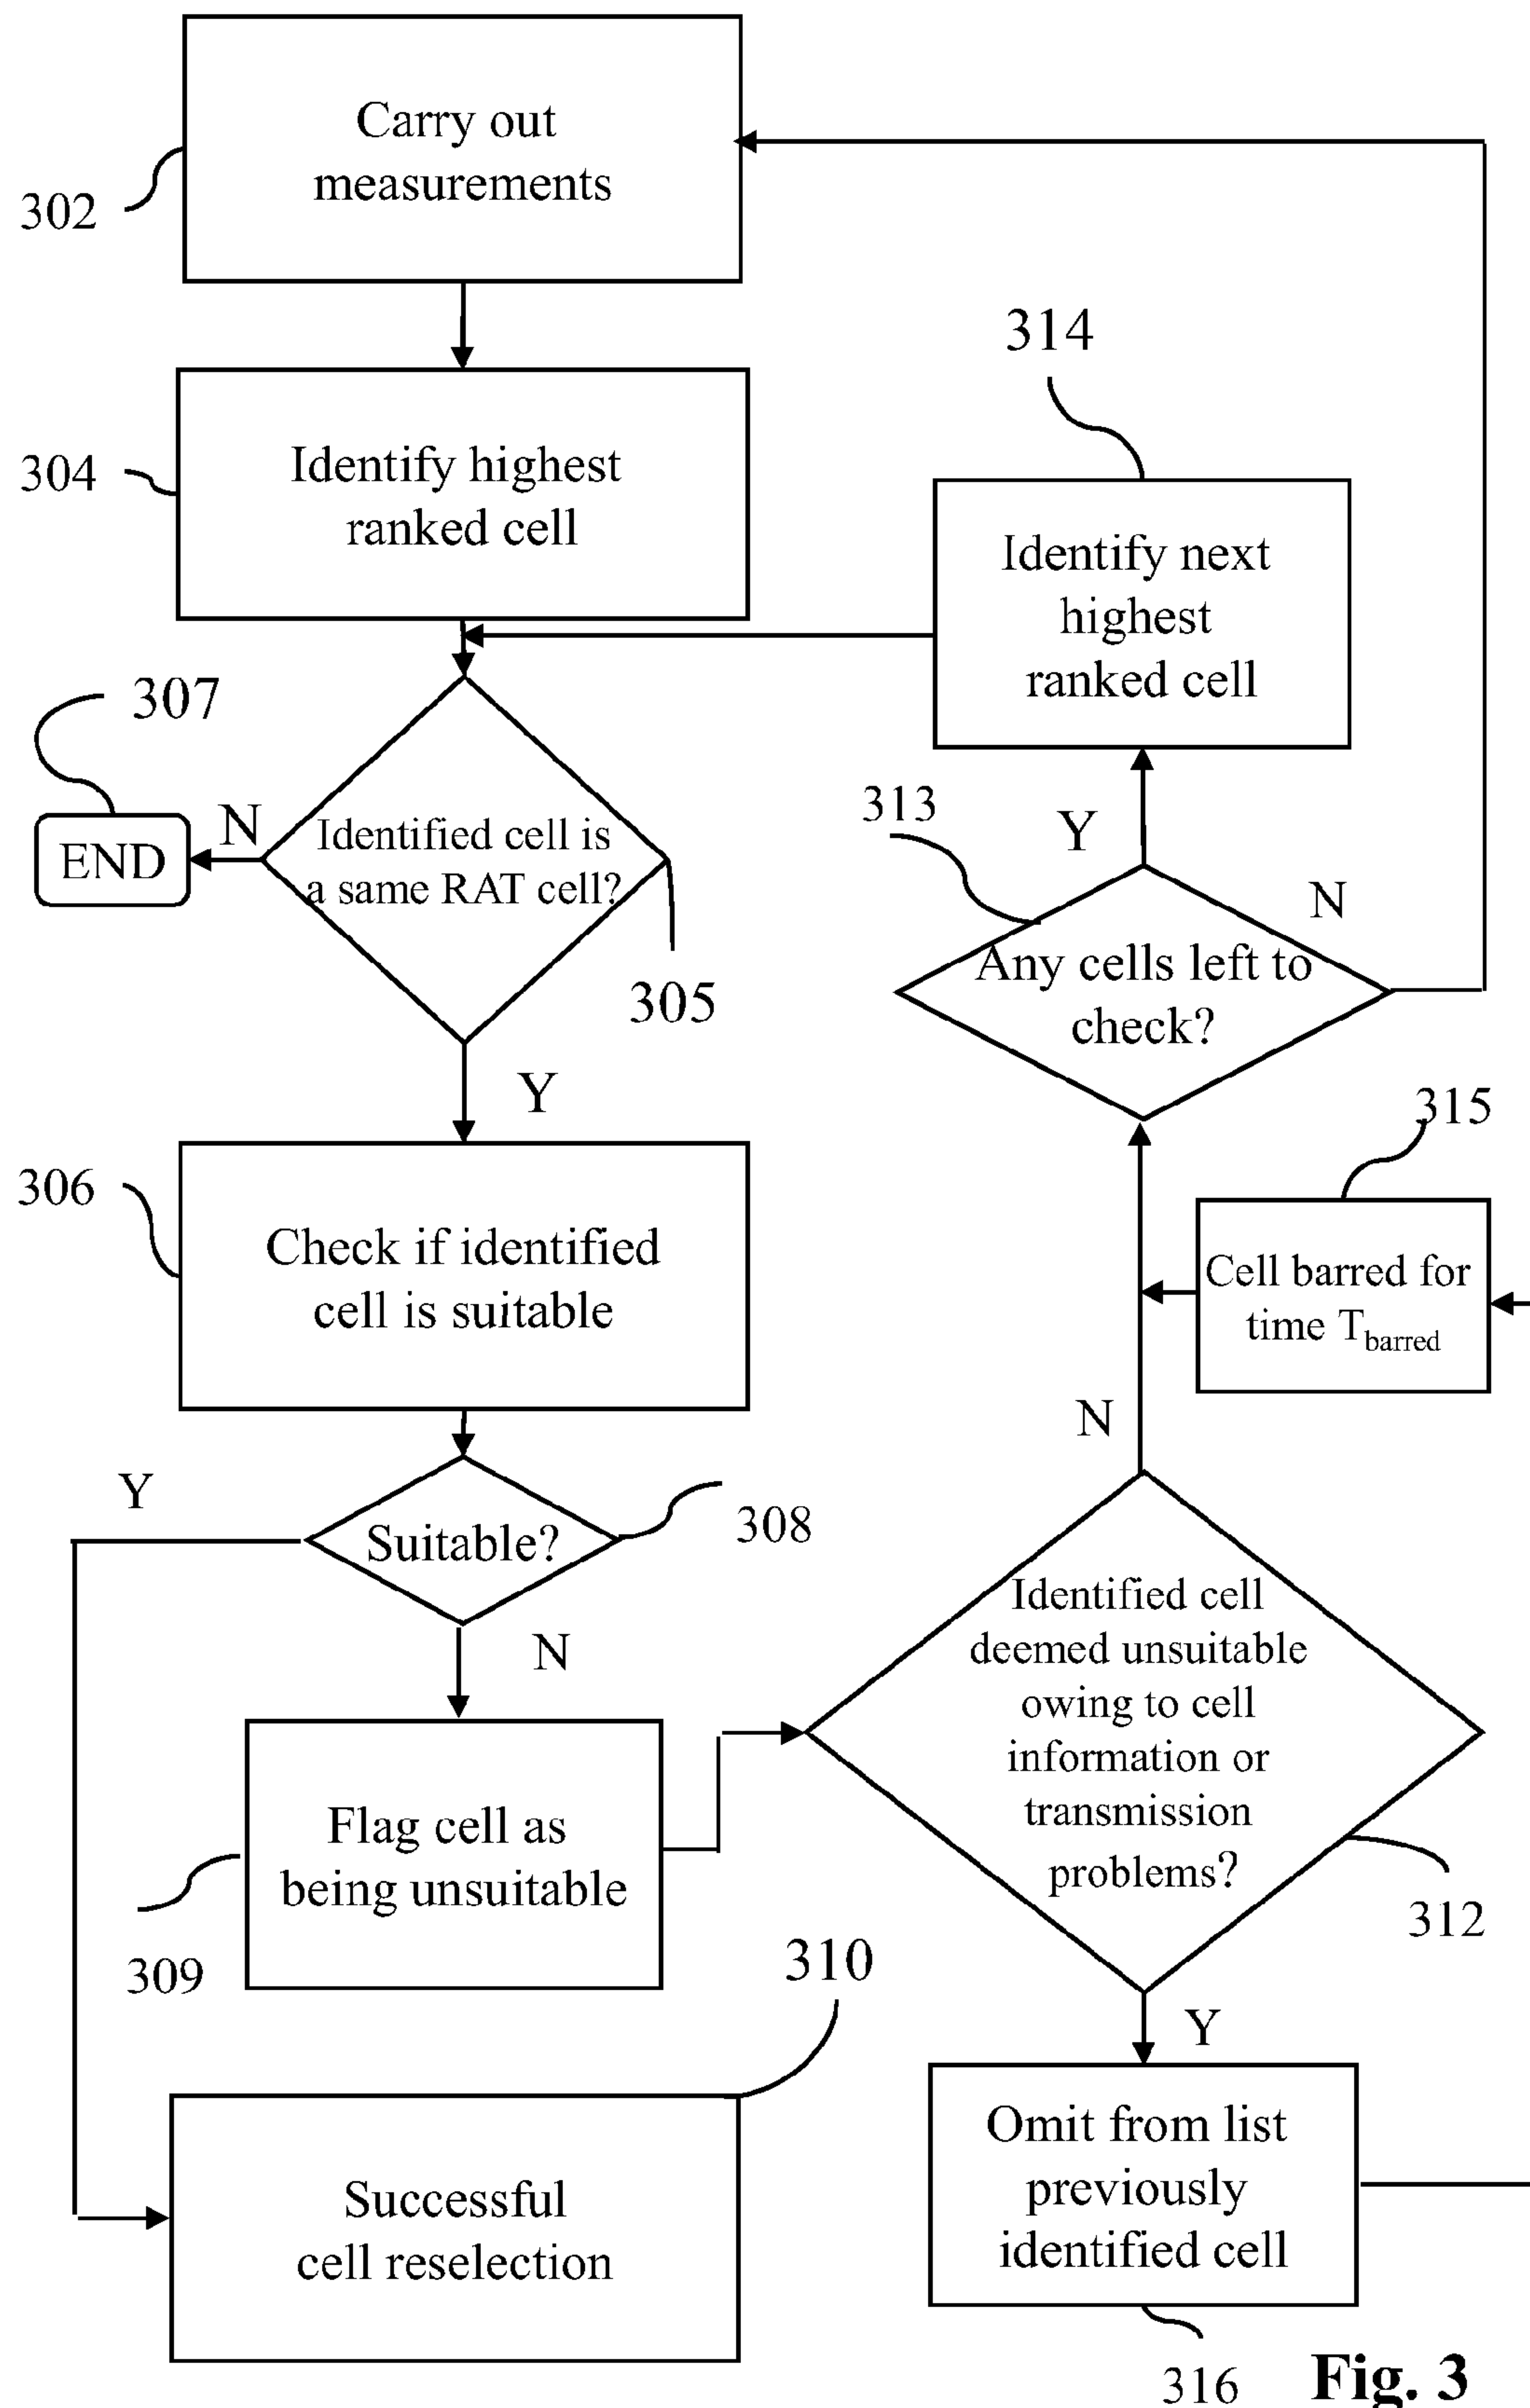 Carry out
measurements
302
314
304
Identify highest
ranked cell
Identify next
highest
ranked cell
307
END
N
Identified cell is
a same RAT cell?
305
Y
313
Y
N
Any cells left to
check?
315
306
Check if identified
cell is suitable
Cell barred for
time Tbarred
N
Y
Suitable?
308
N
Identified cell
deemed unsuitable
owing to cell
information or
transmission
problems?
312
Flag cell as
being unsuitable
309
310
Y
Omit from list
previously
identified cell
Successful
cell reselection
316
Fig. 3